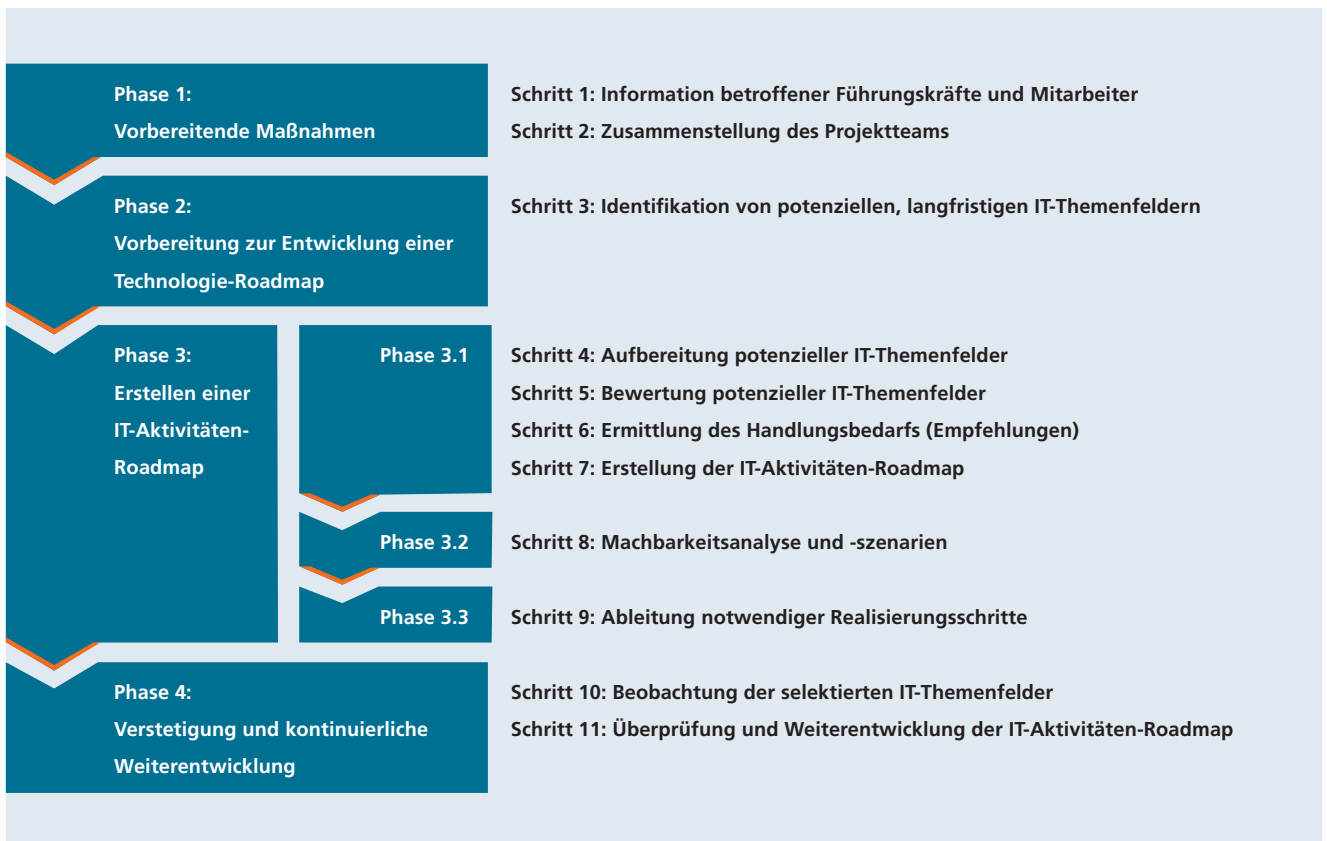 Phase 1:
Vorbereitende Maßnahmen
Schritt 1: Information betroffener Führungskräfte und Mitarbeiter
Schritt 2: Zusammenstellung des Projektteams
Phase 2:
Vorbereitung zur Entwicklung einer
Technologie-Roadmap
Schritt 3: Identifikation von potenziellen, langfristigen IT-Themenfeldern
Phase 3:
Erstellen einer
IT-Aktivitäten-
Roadmap
Phase 3.1
Schritt 4: Aufbereitung potenzieller IT-Themenfelder
Schritt 5: Bewertung potenzieller IT-Themenfelder
Schritt 6: Ermittlung des Handlungsbedarfs (Empfehlungen)
Schritt 7: Erstellung der IT-Aktivitäten-Roadmap
Phase 3.2
Schritt 8: Machbarkeitsanalyse und -szenarien
Phase 3.3
Schritt 9: Ableitung notwendiger Realisierungsschritte
Phase 4:
Verstetigung und kontinuierliche
Weiterentwicklung
Schritt 10: Beobachtung der selektierten IT-Themenfelder
Schritt 11: Überprüfung und Weiterentwicklung der IT-Aktivitäten-Roadmap